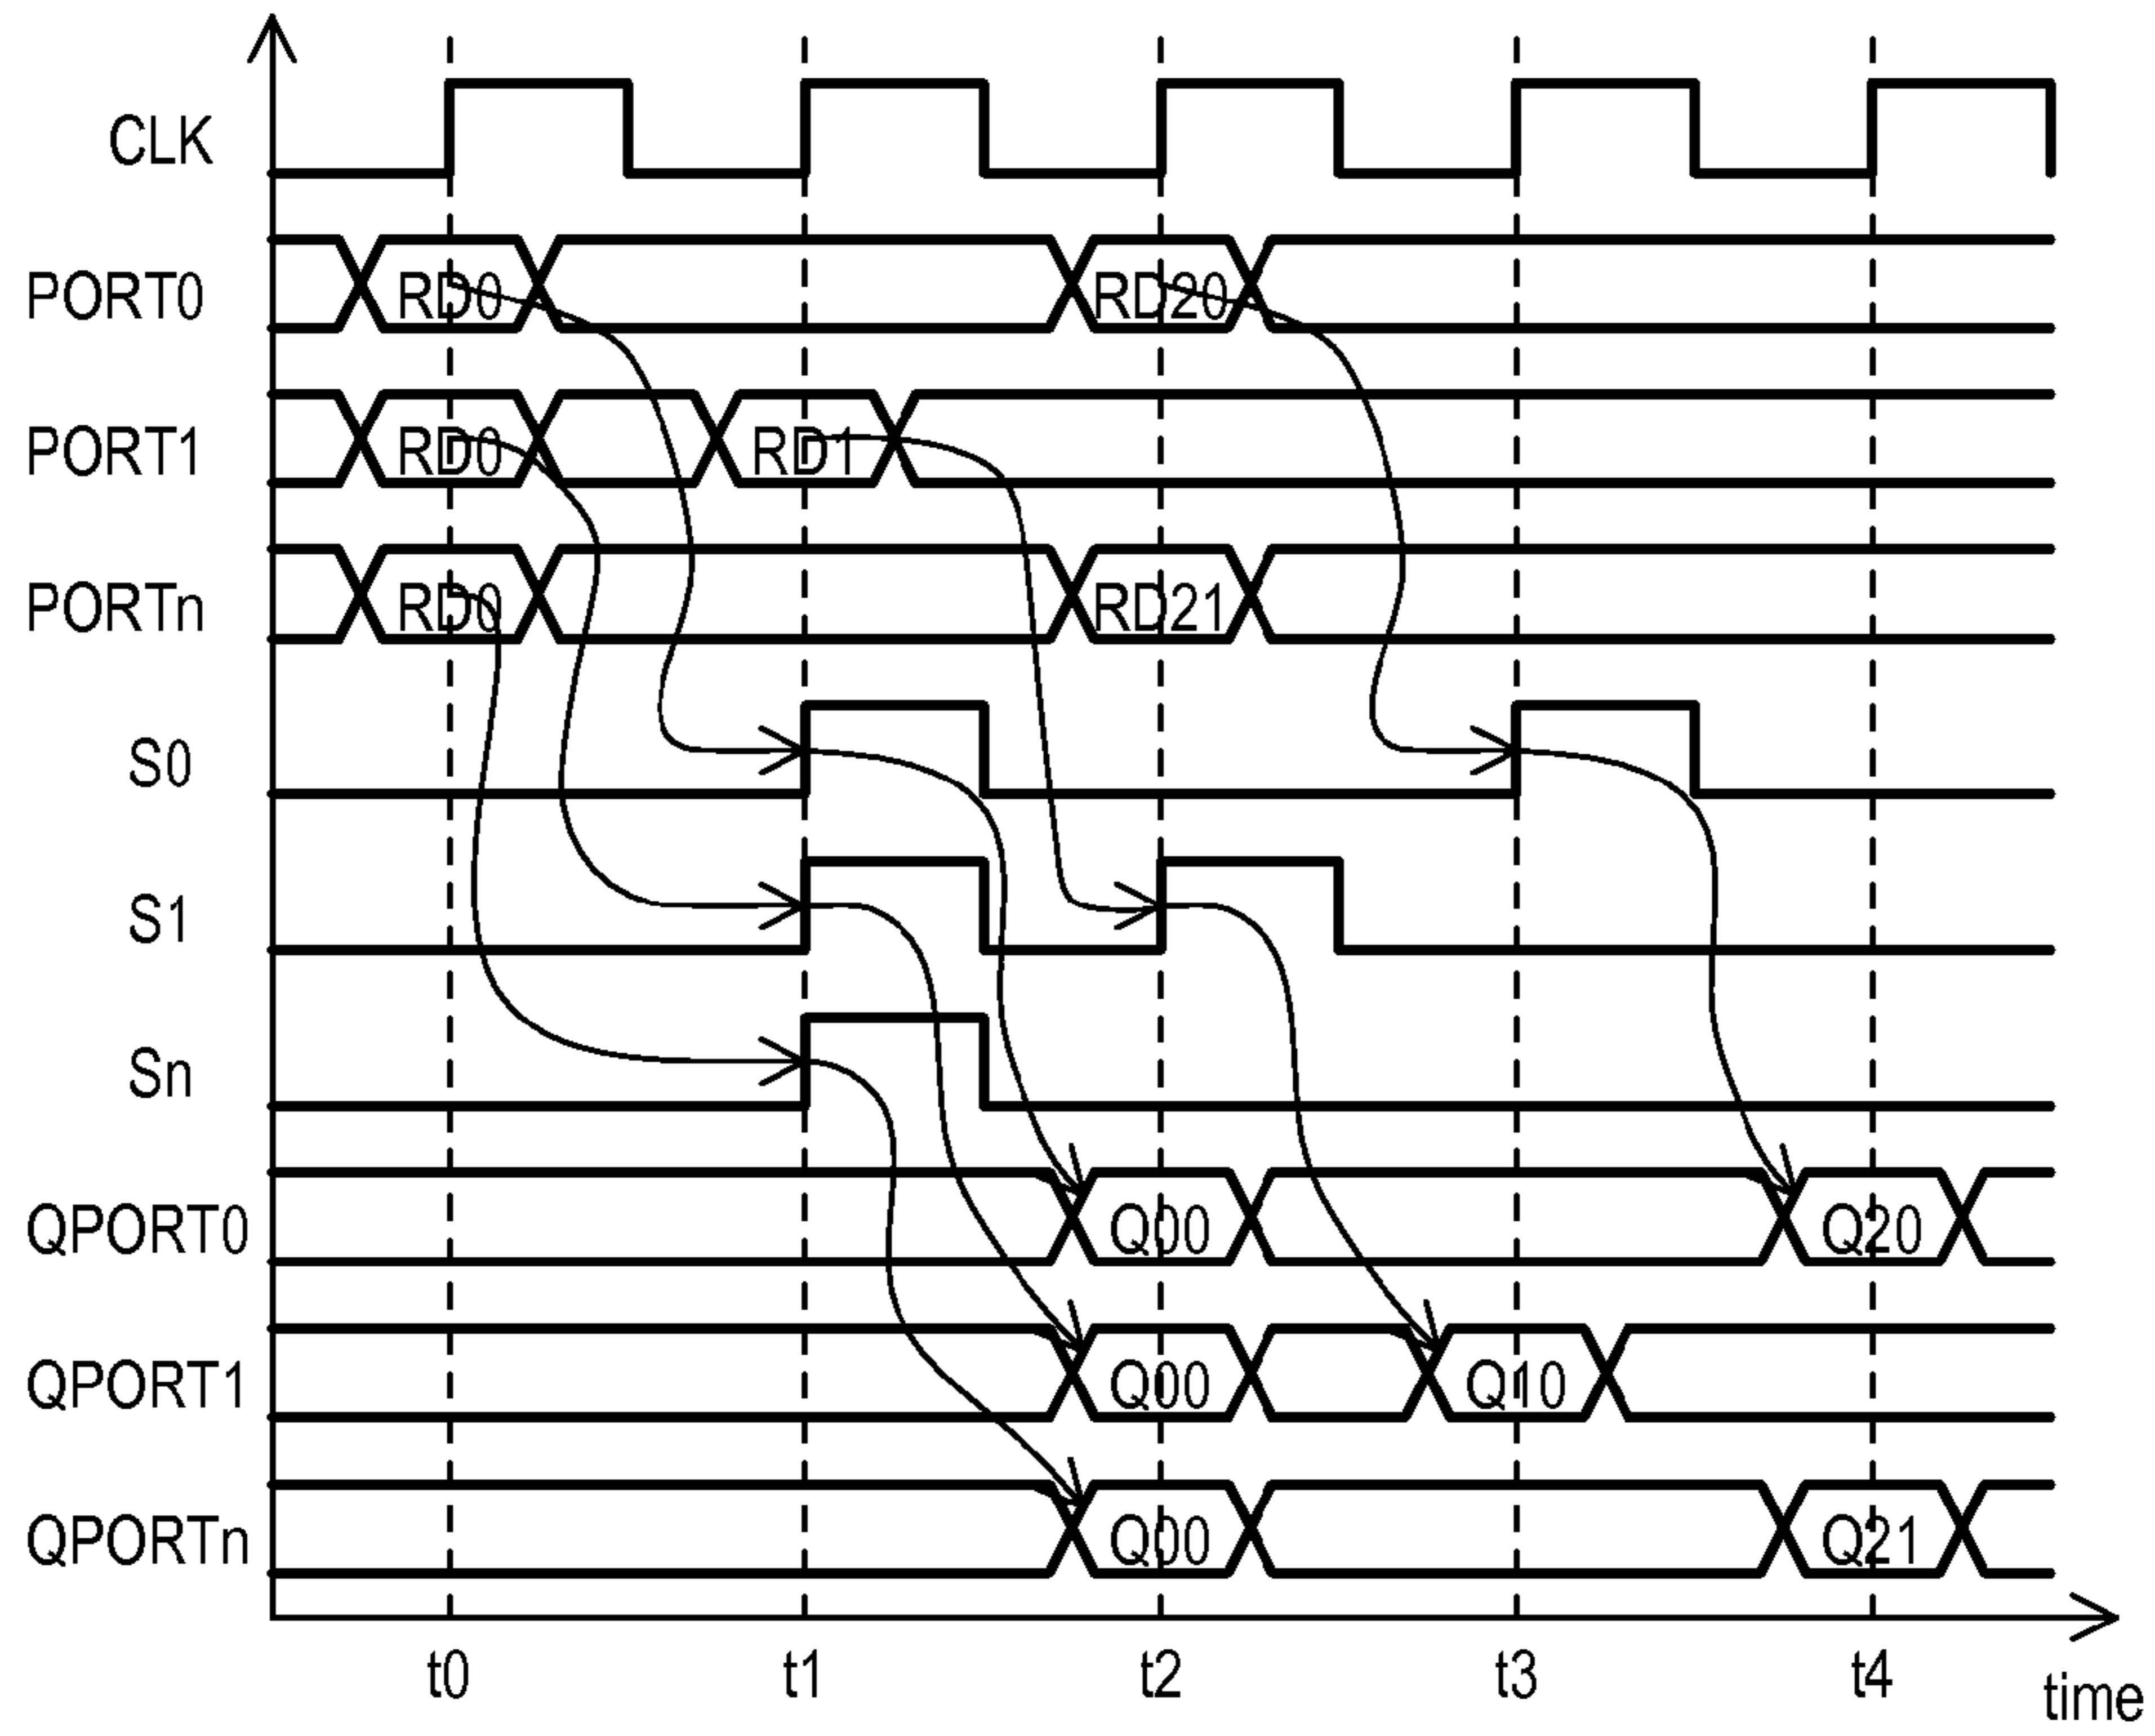 CLK
PORT0 RD0 RD20
PORT1 RD0 RD1
PORTn RD0 RD21
S0
S1
Sn
QPORT0 Q00 Q20
QPORT1 Q00 Q10
QPORTn Q00 Q21
t0 t1 t2 t3 t4 time